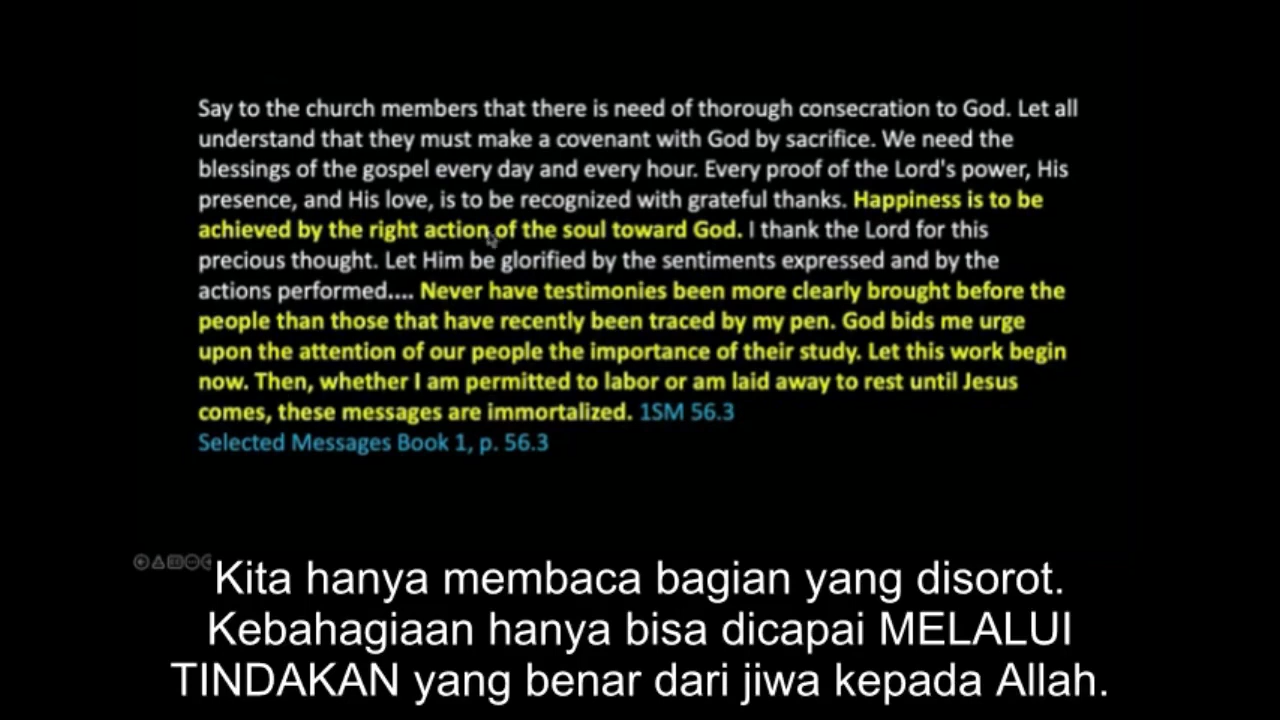 Say to the church members that there is need of thorough consecration to God. Let all
understand that they must make a covenant with God by sacrifice. We need the
blessings of the gospel every day and every hour. Every proof of the Lord's power, His
presence, and His love, is to be recognized with grateful thanks. Happiness is to be
achieved by the right action of the soul toward God. I thank the Lord for this
precious thought. Let Him be glorified by the sentiments expressed and by the
actions performed.... Never have testimonies been more clearly brought before the
people than those that have recently been traced by my pen. God bids me urge
upon the attention of our people the importance of their study. Let this work begin
now. Then, whether I am permitted to labor or am laid away to rest until Jesus
comes, these messages are immortalized. 1SM 56.3
Selected Messages Book 1, p. 56.3
Kita hanya membaca bagian yang disorot.
Kebahagiaan hanya bisa dicapai MELALUI
TINDAKAN yang benar dari jiwa kepada Allah.